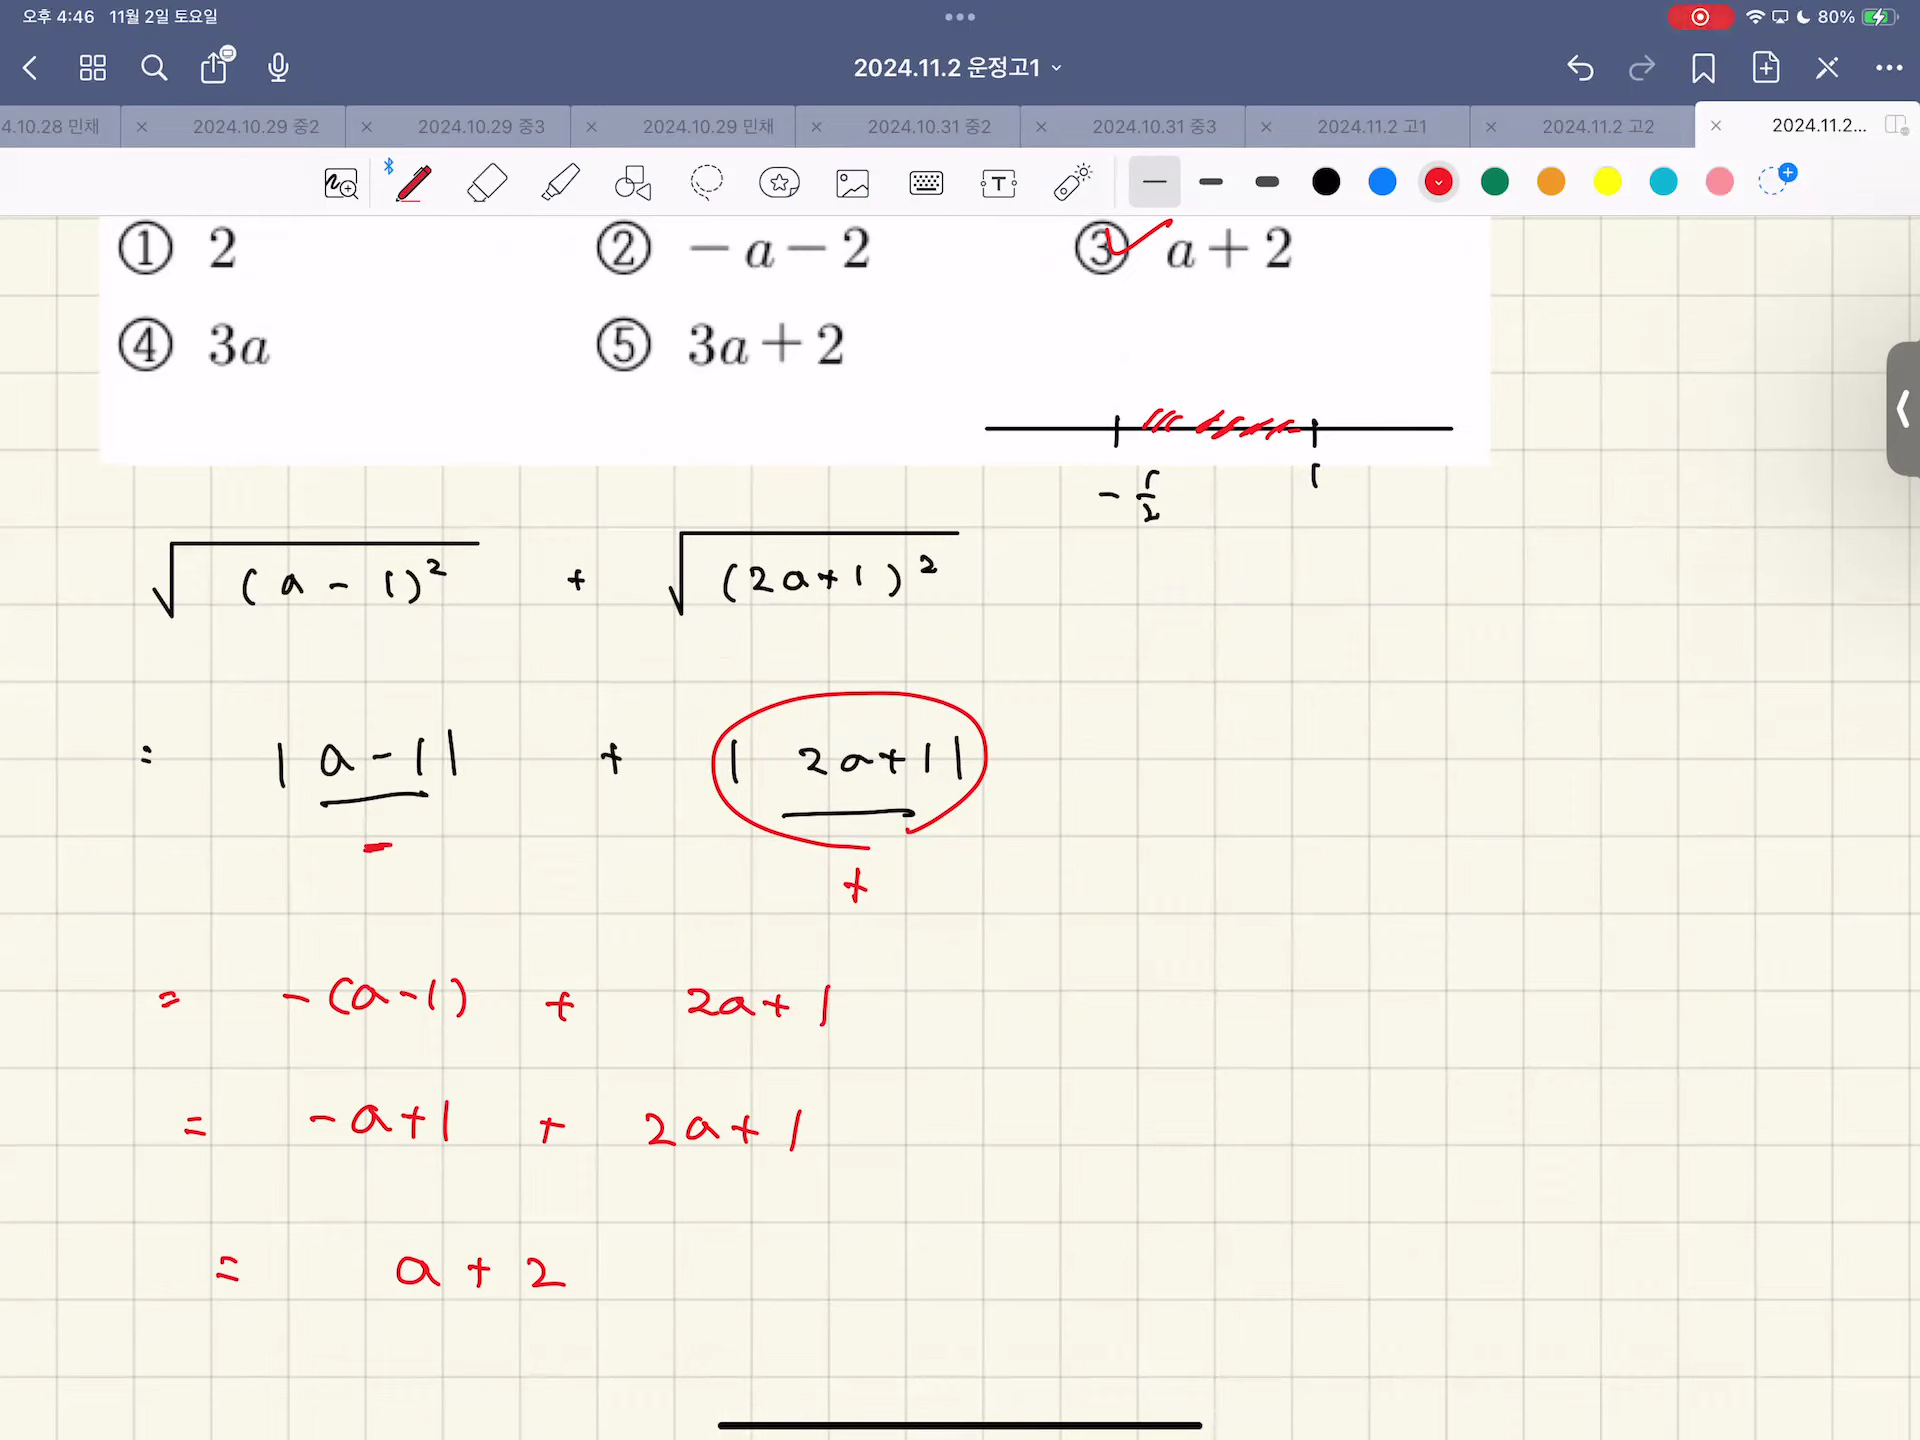 오후 4:46 11월 2일 토요일
80%
2024.11.2 운정고1
4.10.28 민채
2024.10.29 중2
2024.10.29 중3
2024.10.29 민채
2024.10.31 중2
2024.10.31 중3
2024.11.2 고1
2024.11.2 고2
2024.11.2...
① 2 ② −a−2 ③ a+2
④ 3a ⑤ 3a+2
-1/2 1
√(a-1)² + √(2a+1)²
= |a-1| + |2a+1|
- +
= -(a-1) + 2a+1
= -a+1 + 2a+1
= a+2